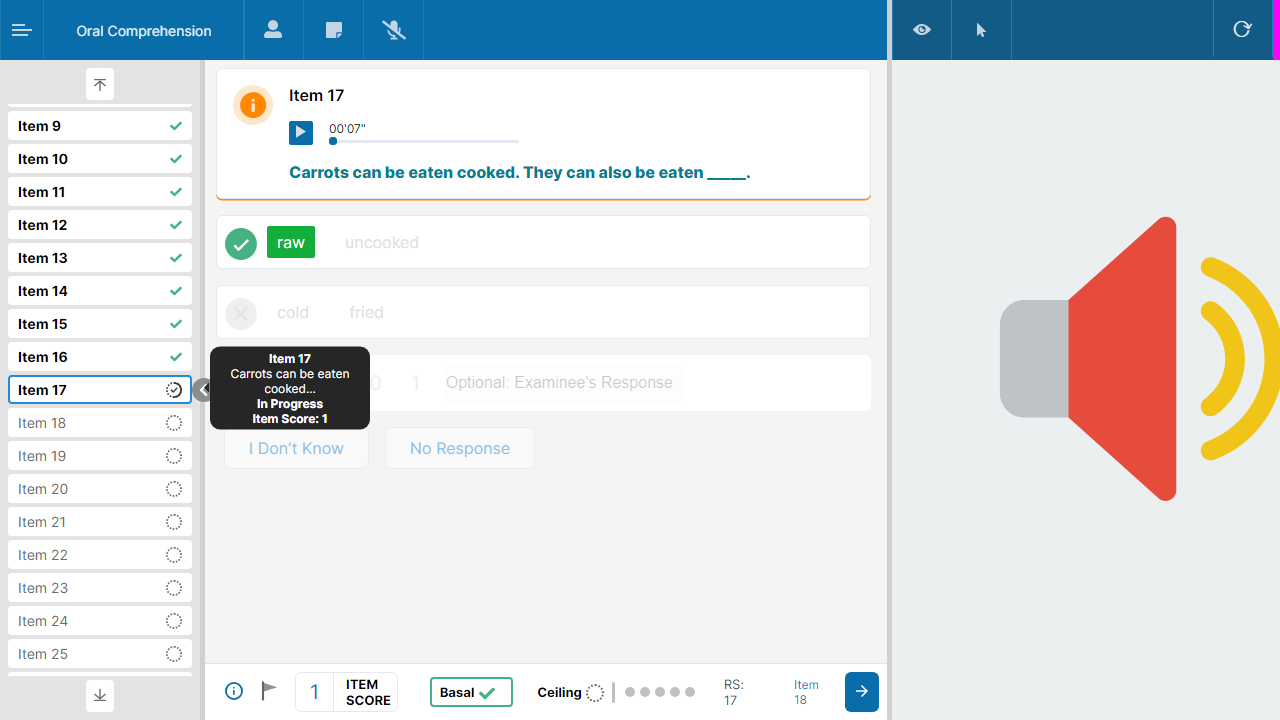 Oral Comprehension
Item 9
Item 10
Item 11
Item 12
Item 13
Item 14
Item 15
Item 16
Item 17
Item 18
Item 19
Item 20
Item 21
Item 22
Item 23
Item 24
Item 25
Item 17
00'07"
Carrots can be eaten cooked. They can also be eaten _____.
raw uncooked
cold fried
Item 17
Carrots can be eaten
cooked...
In Progress
Item Score: 1
0 1 Optional: Examinee's Response
I Don't Know No Response
1 ITEM
SCORE
Basal
Ceiling
RS:
17
Item
18